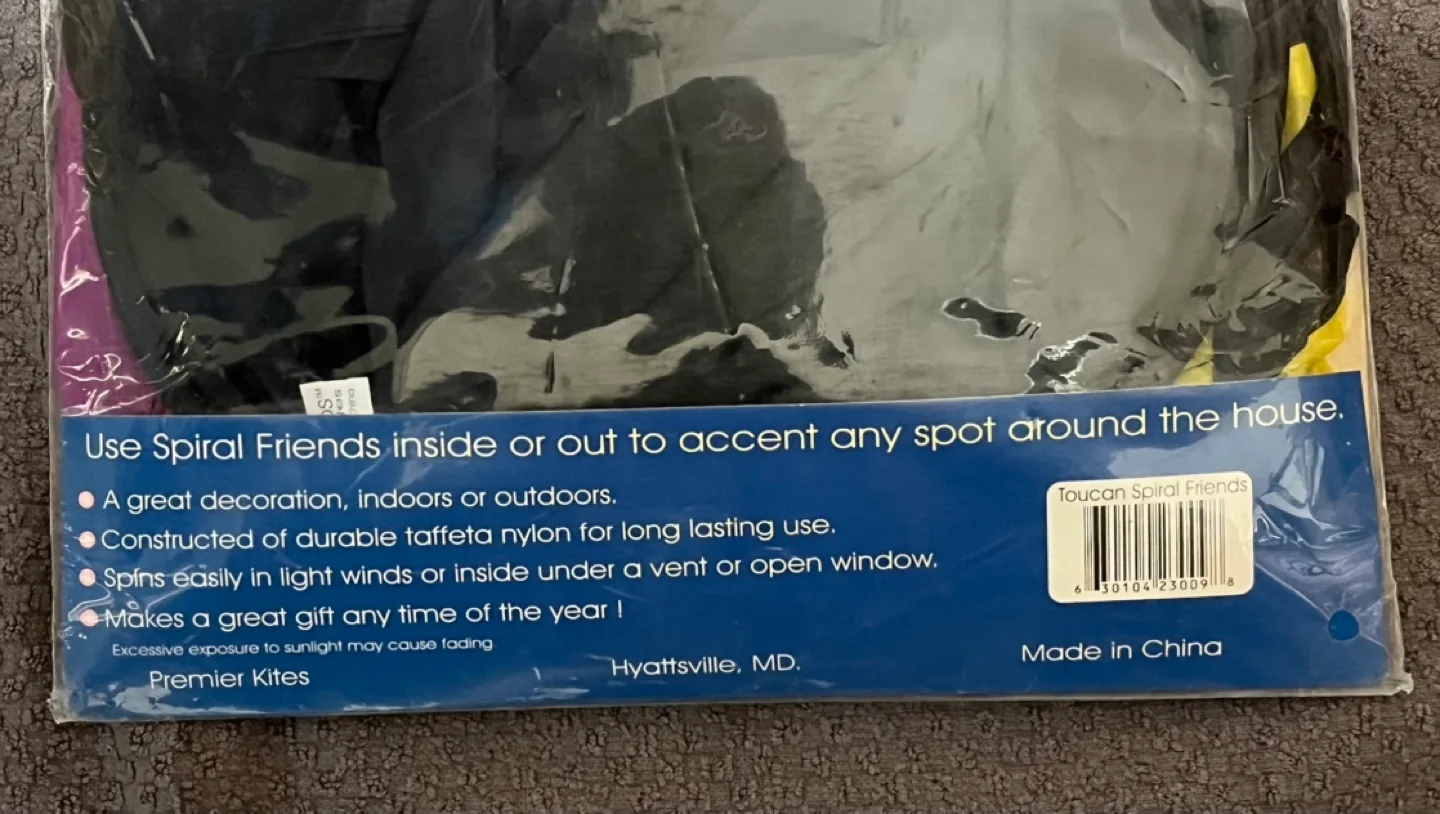 Use Spiral Friends inside or out to accent any spot around the house.
A great decoration, indoors or outdoors.
Constructed of durable taffeta nylon for long lasting use.
Spins easily in light winds or inside under a vent or open window.
Makes a great gift any time of the year !
Excessive exposure to sunlight may cause fading.
Premier Kites
Hyattsville, MD.
Made in China
Toucan Spiral Friends
6 30104 23009 8